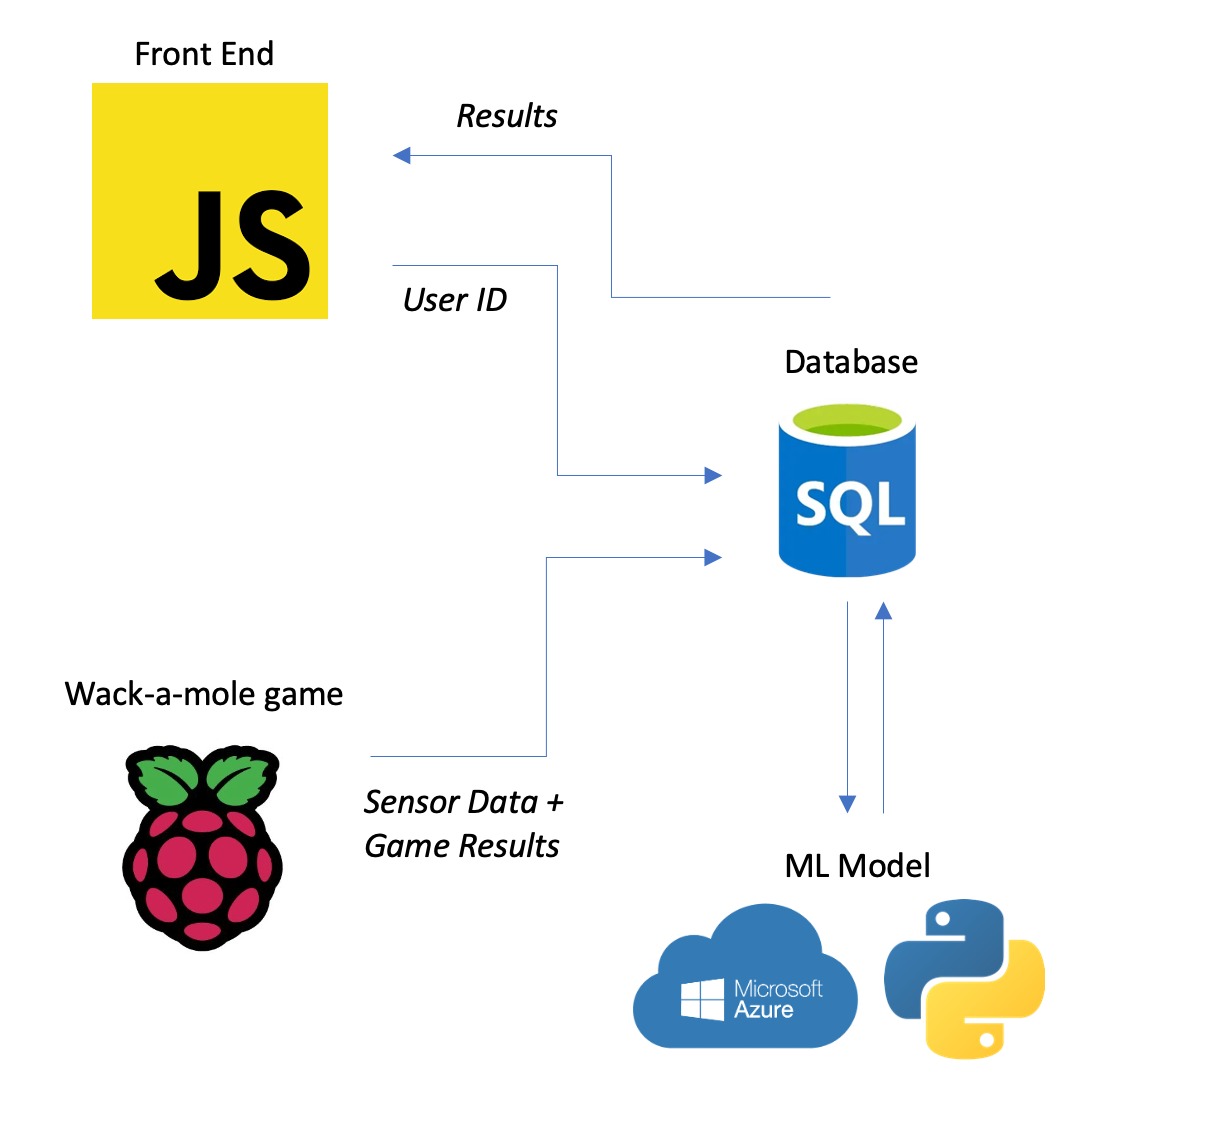 Front End
JS
Results
User ID
Database
SQL
Wack-a-mole game
Sensor Data +
Game Results
ML Model
Microsoft
Azure